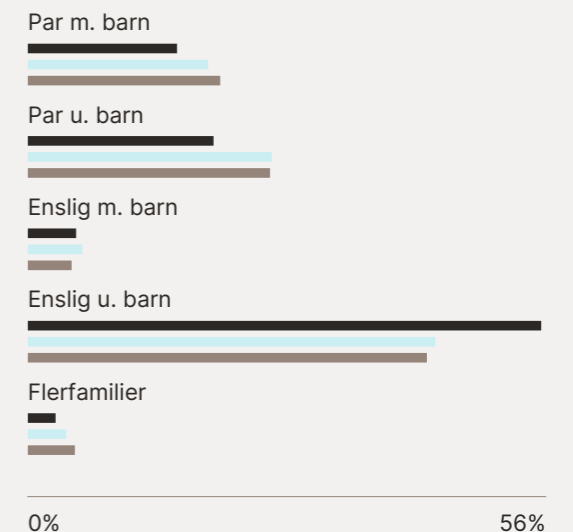 Par m. barn
Par u. barn
Enslig m. barn
Enslig u. barn
Flerfamilier
0% 56%